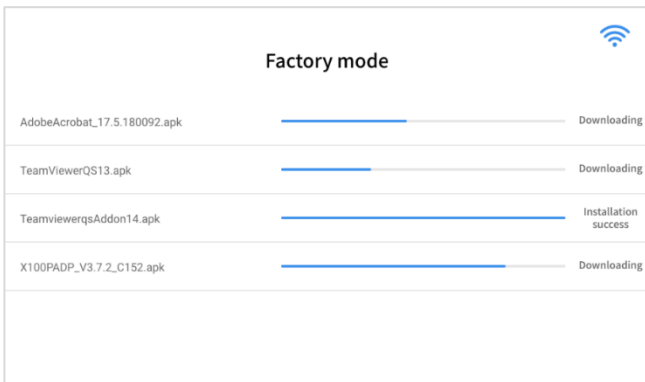 Factory mode
AdobeAcrobat_17.5.180092.apk Downloading
TeamViewerQS13.apk Downloading
TeamviewerqsAddon14.apk Installation
success
X100PADP_V3.7.2_C152.apk Downloading